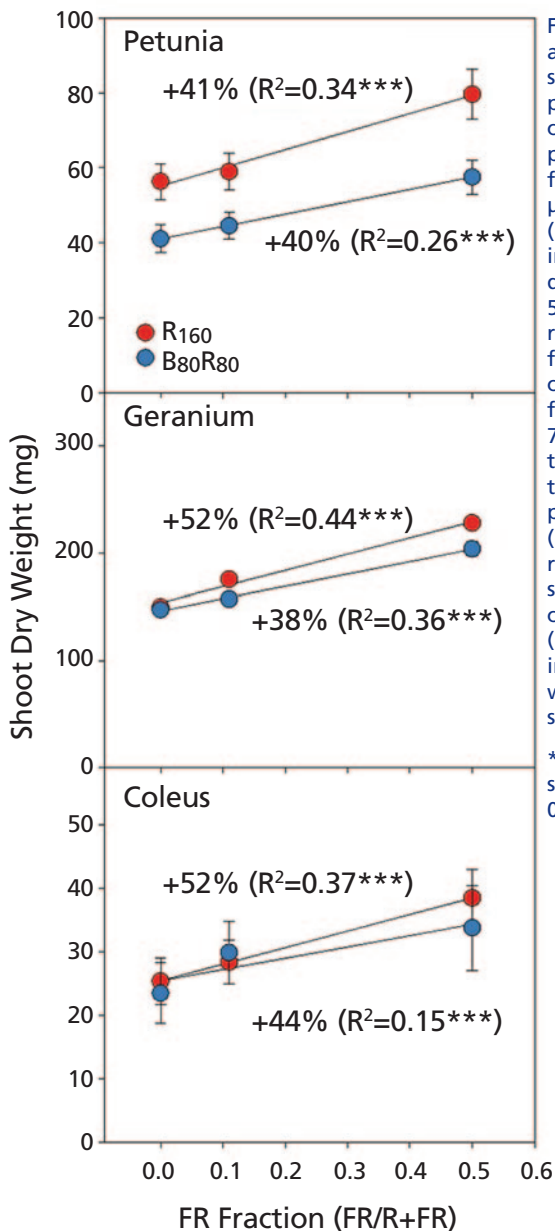 100
Petunia
+41% (R²=0.34***)
80
60
40
+40% (R²=0.26***)
20
R160
B80R80
0
Geranium
300
+52% (R²=0.44***)
200
+38% (R²=0.36***)
100
0
Shoot Dry Weight (mg)
Coleus
50
+52% (R²=0.37***)
40
30
20
+44% (R²=0.15***)
10
0
0.0 0.1 0.2 0.3 0.4 0.5 0.6
FR Fraction (FR/R+FR)